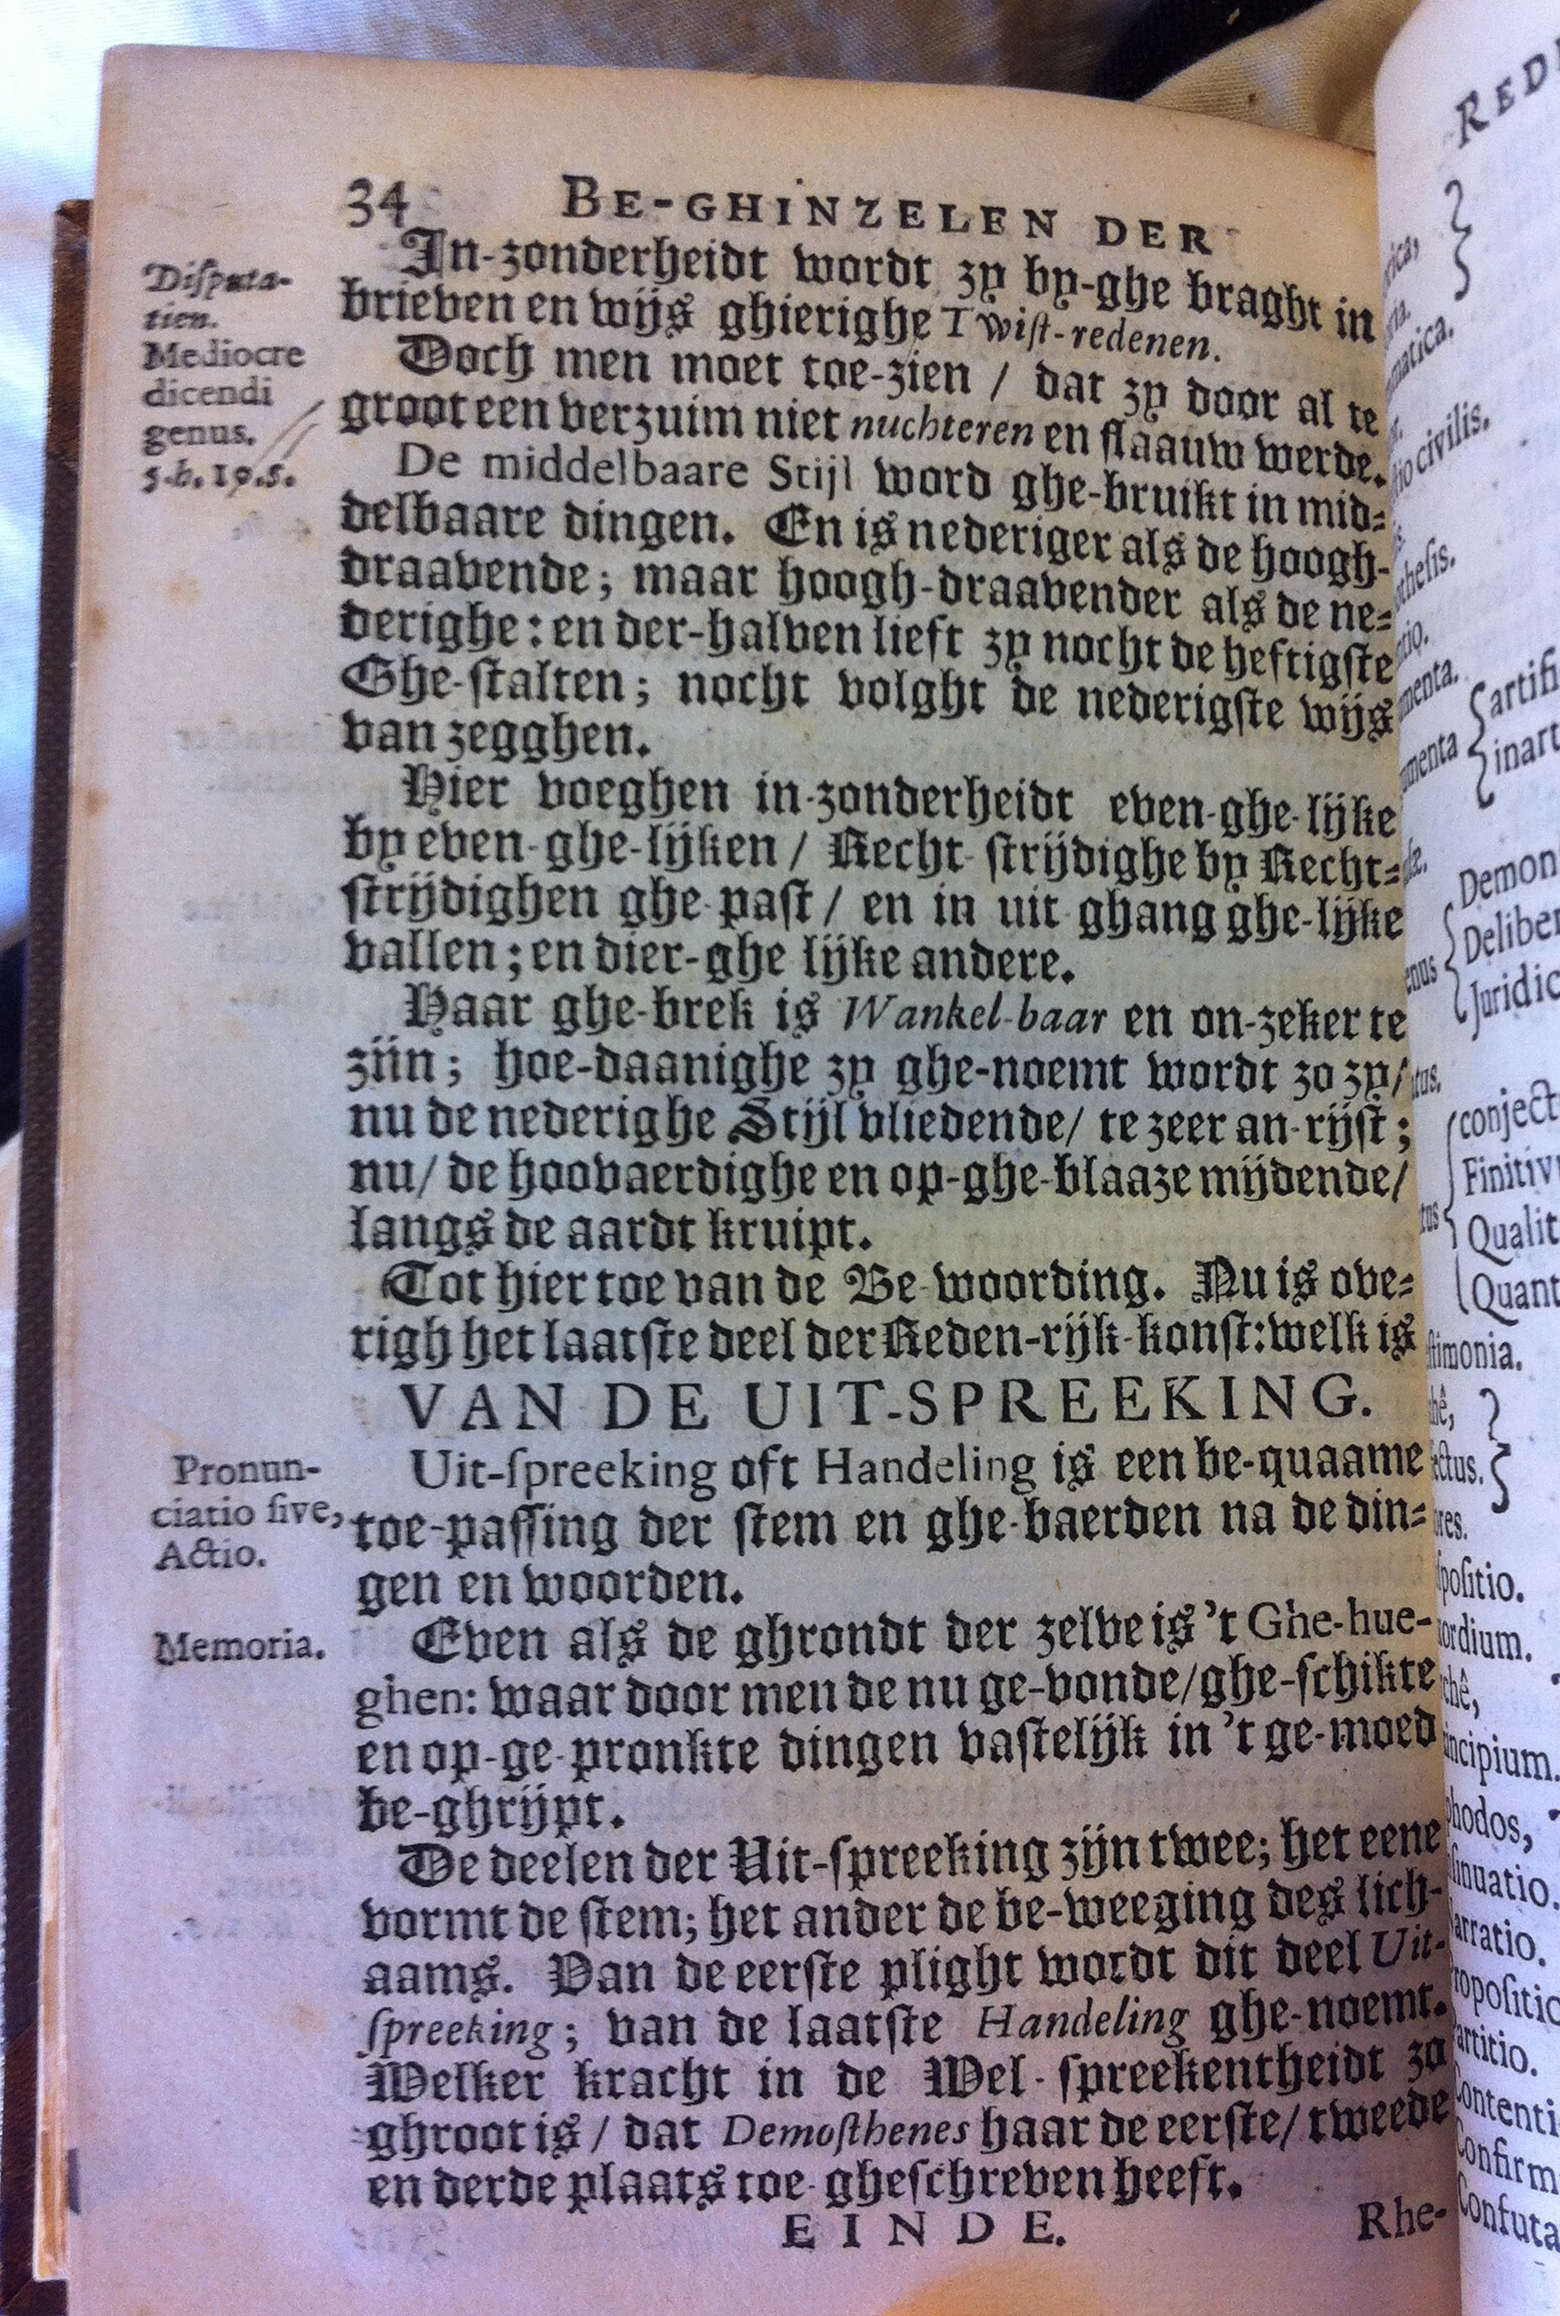 34 BE-GHINZELEN DER
In-zonderheidt wordt zy by-ghe braght in
brieven en wijs ghierighe Twiſt-redenen.
Doch men moet toe-zien / dat zy door al te
groot een verzuim niet nuchteren en ſlaauw werde.
De middelbaare Stijl word ghe-bruikt in mid-
delbaare dingen. En is nederiger als de hoogh-
draavende; maar hoogh-draavender als de ne-
derighe: en der-halven lieft zy nocht de heftigſte
Ghe-ſtalten; nocht volght de nederigſte wijs
van zegghen.
Hier voeghen in-zonderheidt even-ghe-lijke
by even-ghe-lijken / Recht-ſtrijdighe by Recht-
ſtrijdighen ghe-paſt / en in uit ghang ghe-lijke
vallen; en dier-ghe lijke andere.
Haar ghe-brek is Wankel-baar en on-zeker te
zijn; hoe-daanighe zy ghe-noemt wordt zo zy/
nu de nederighe Stijl vliedende/ te zeer an-rijſt;
nu/ de hoovaerdighe en op-ghe-blaaze mijdende/
langs de aardt kruipt.
Tot hier toe van de Be-woording. Nu is ove-
righ het laatſte deel der Reden-rijk-konſt: welk is
VAN DE UIT-SPREEKING.
Uit-ſpreeking oft Handeling is een be-quaame
toe-paſſing der ſtem en ghe-baerden na de din-
gen en woorden.
Even als de ghrondt der zelve is 't Ghe-hue-
ghen: waar door men de nu ge-vonde/ghe-ſchikte
en op-ge-pronkte dingen vaſtelijk in 't ge-moed
be-ghrijpt.
De deelen der Uit-ſpreeking zijn twee; het eene
vormt de ſtem; het ander de be-weeging des lich-
aams. Van de eerſte plight wordt dit deel Uit-
ſpreeking; van de laatſte Handeling ghe-noemt.
Welker kracht in de Wel-ſpreekentheidt zo
ghroot is / dat Demoſthenes haar de eerſte/ tweede
en derde plaats toe-gheſchreven heeft.
EINDE.
Rhe-
Diſputa-
tien.
Mediocre
dicendi
genus.
5.h.19.5.
Pronun-
ciatio ſive,
Actio.
Memoria.
RED
civilis.
artifi
inart
Demon
Deliber
Juridic
conject
Finitiv
Qualit
Quant